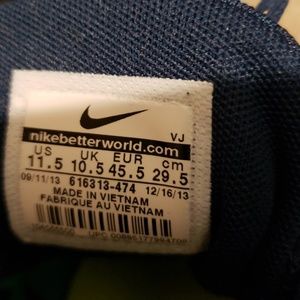 VJ
nikebetterworld.com
US UK EUR cm
11.5 10.5 45.5 29.5
09/11/13 616313-474 12/16/13
MADE IN VIETNAM
FABRIQUE AU VIETNAM
UPC